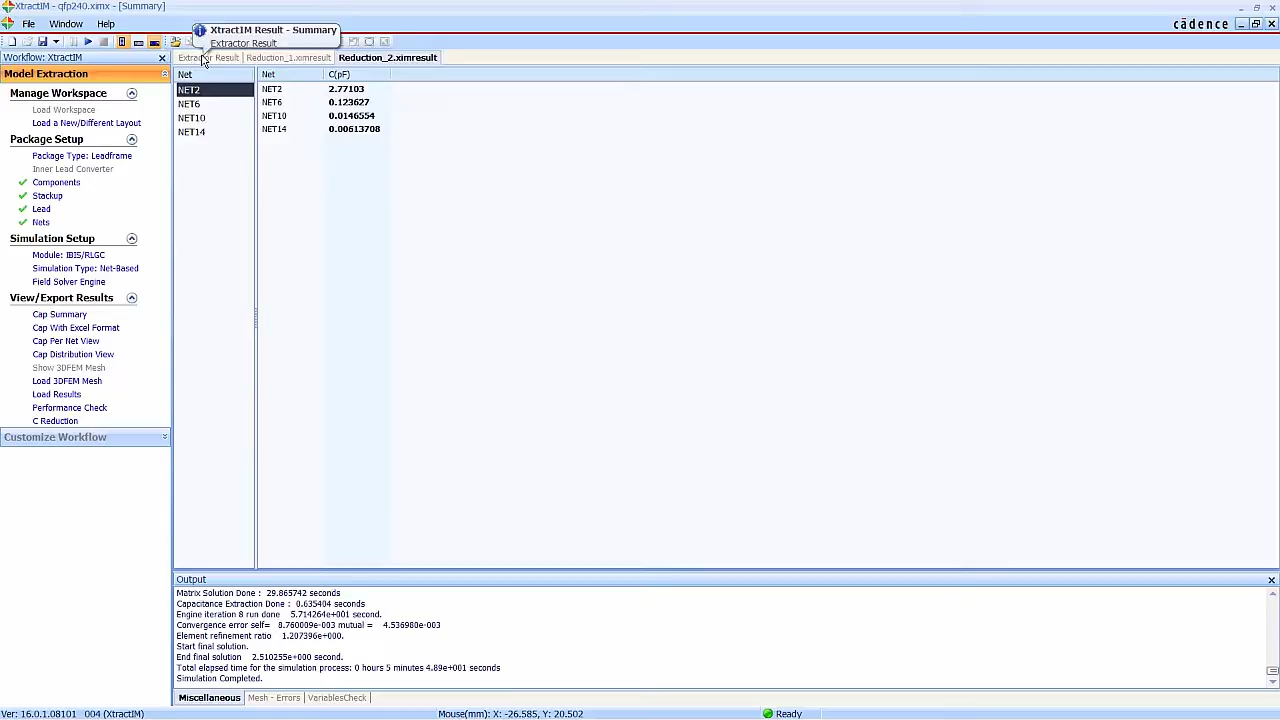 XtractIM - qfp240.ximx - [Summary]
File Window Help
cādence
XtractIM Result - Summary
Extractor Result
Workflow: XtractIM
Extractor Result Reduction_1.ximresult Reduction_2.ximresult
Model Extraction
Manage Workspace
Load Workspace
Load a New/Different Layout
Package Setup
Package Type: Leadframe
Inner Lead Converter
Components
Stackup
Lead
Nets
Simulation Setup
Module: IBIS/RLGC
Simulation Type: Net-Based
Field Solver Engine
View/Export Results
Cap Summary
Cap With Excel Format
Cap Per Net View
Cap Distribution View
Show 3DFEM Mesh
Load 3DFEM Mesh
Load Results
Performance Check
C Reduction
Customize Workflow
Net
NET2
NET6
NET10
NET14
Net C(pF)
NET2 2.77103
NET6 0.123627
NET10 0.0146554
NET14 0.00613708
Output
Matrix Solution Done : 29.865742 seconds
Capacitance Extraction Done : 0.635404 seconds
Engine iteration 8 run done 5.714264e+001 second.
Convergence error self= 8.760009e-003 mutual = 4.536980e-003
Element refinement ratio 1.207396e+000.
Start final solution.
End final solution 2.510255e+000 second.
Total elapsed time for the simulation process: 0 hours 5 minutes 4.89e+001 seconds
Simulation Completed.
Miscellaneous Mesh - Errors VariablesCheck
Ver: 16.0.1.08101 004 (XtractIM) Mouse(mm): X: -26.585, Y: 20.502 Ready